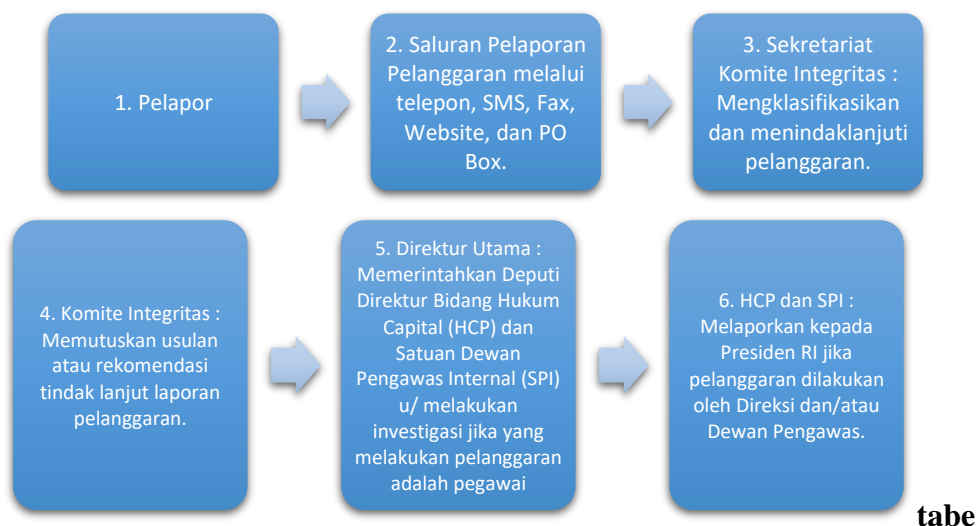 1. Pelapor
2. Saluran Pelaporan
Pelanggaran melalui
telepon, SMS, Fax,
Website, dan PO
Box.
3. Sekretariat
Komite Integritas :
Mengklasifikasikan
dan menindaklanjuti
pelanggaran.
4. Komite Integritas :
Memutuskan usulan
atau rekomendasi
tindak lanjut laporan
pelanggaran.
5. Direktur Utama :
Memerintahkan Deputi
Direktur Bidang Hukum
Capital (HCP) dan
Satuan Dewan
Pengawas Internal (SPI)
u/ melakukan
investigasi jika yang
melakukan pelanggaran
adalah pegawai
6. HCP dan SPI :
Melaporkan kepada
Presiden RI jika
pelanggaran dilakukan
oleh Direksi dan/atau
Dewan Pengawas.
tabe